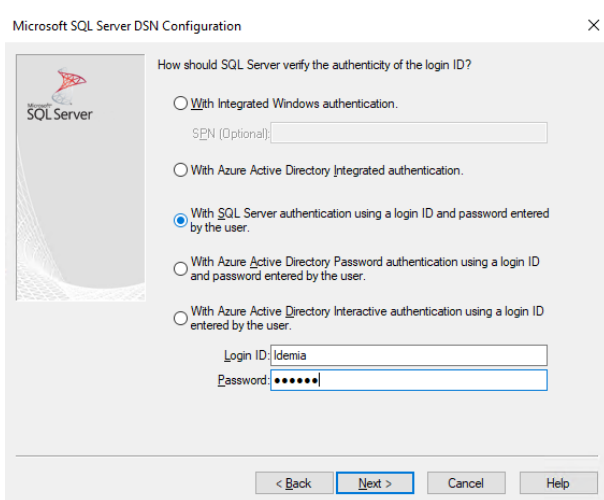 Microsoft SQL Server DSN Configuration
How should SQL Server verify the authenticity of the login ID?
Microsoft
SQL Server
With Integrated Windows authentication.
SPN (Optional):
With Azure Active Directory Integrated authentication.
With SQL Server authentication using a login ID and password entered
by the user.
With Azure Active Directory Password authentication using a login ID
and password entered by the user.
With Azure Active Directory Interactive authentication using a login ID
entered by the user.
Login ID: Idemia
Password: ●●●●●●
< Back Next > Cancel Help